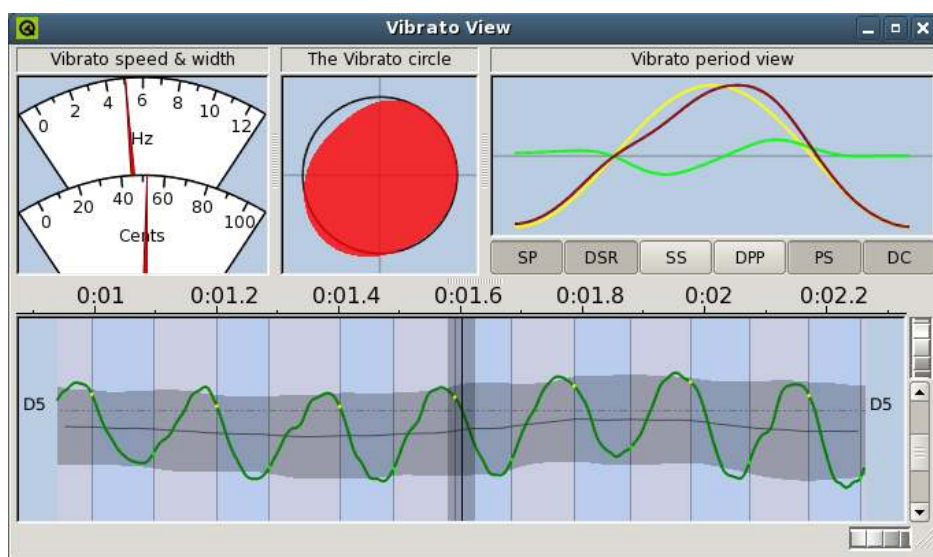 Vibrato View
Vibrato speed & width
The Vibrato circle
Vibrato period view
0 2 4 6 8 10 12
Hz
0 20 40 60 80 100
Cents
SP DSR SS DPP PS DC
0:01 0:01.2 0:01.4 0:01.6 0:01.8 0:02 0:02.2
D5 D5